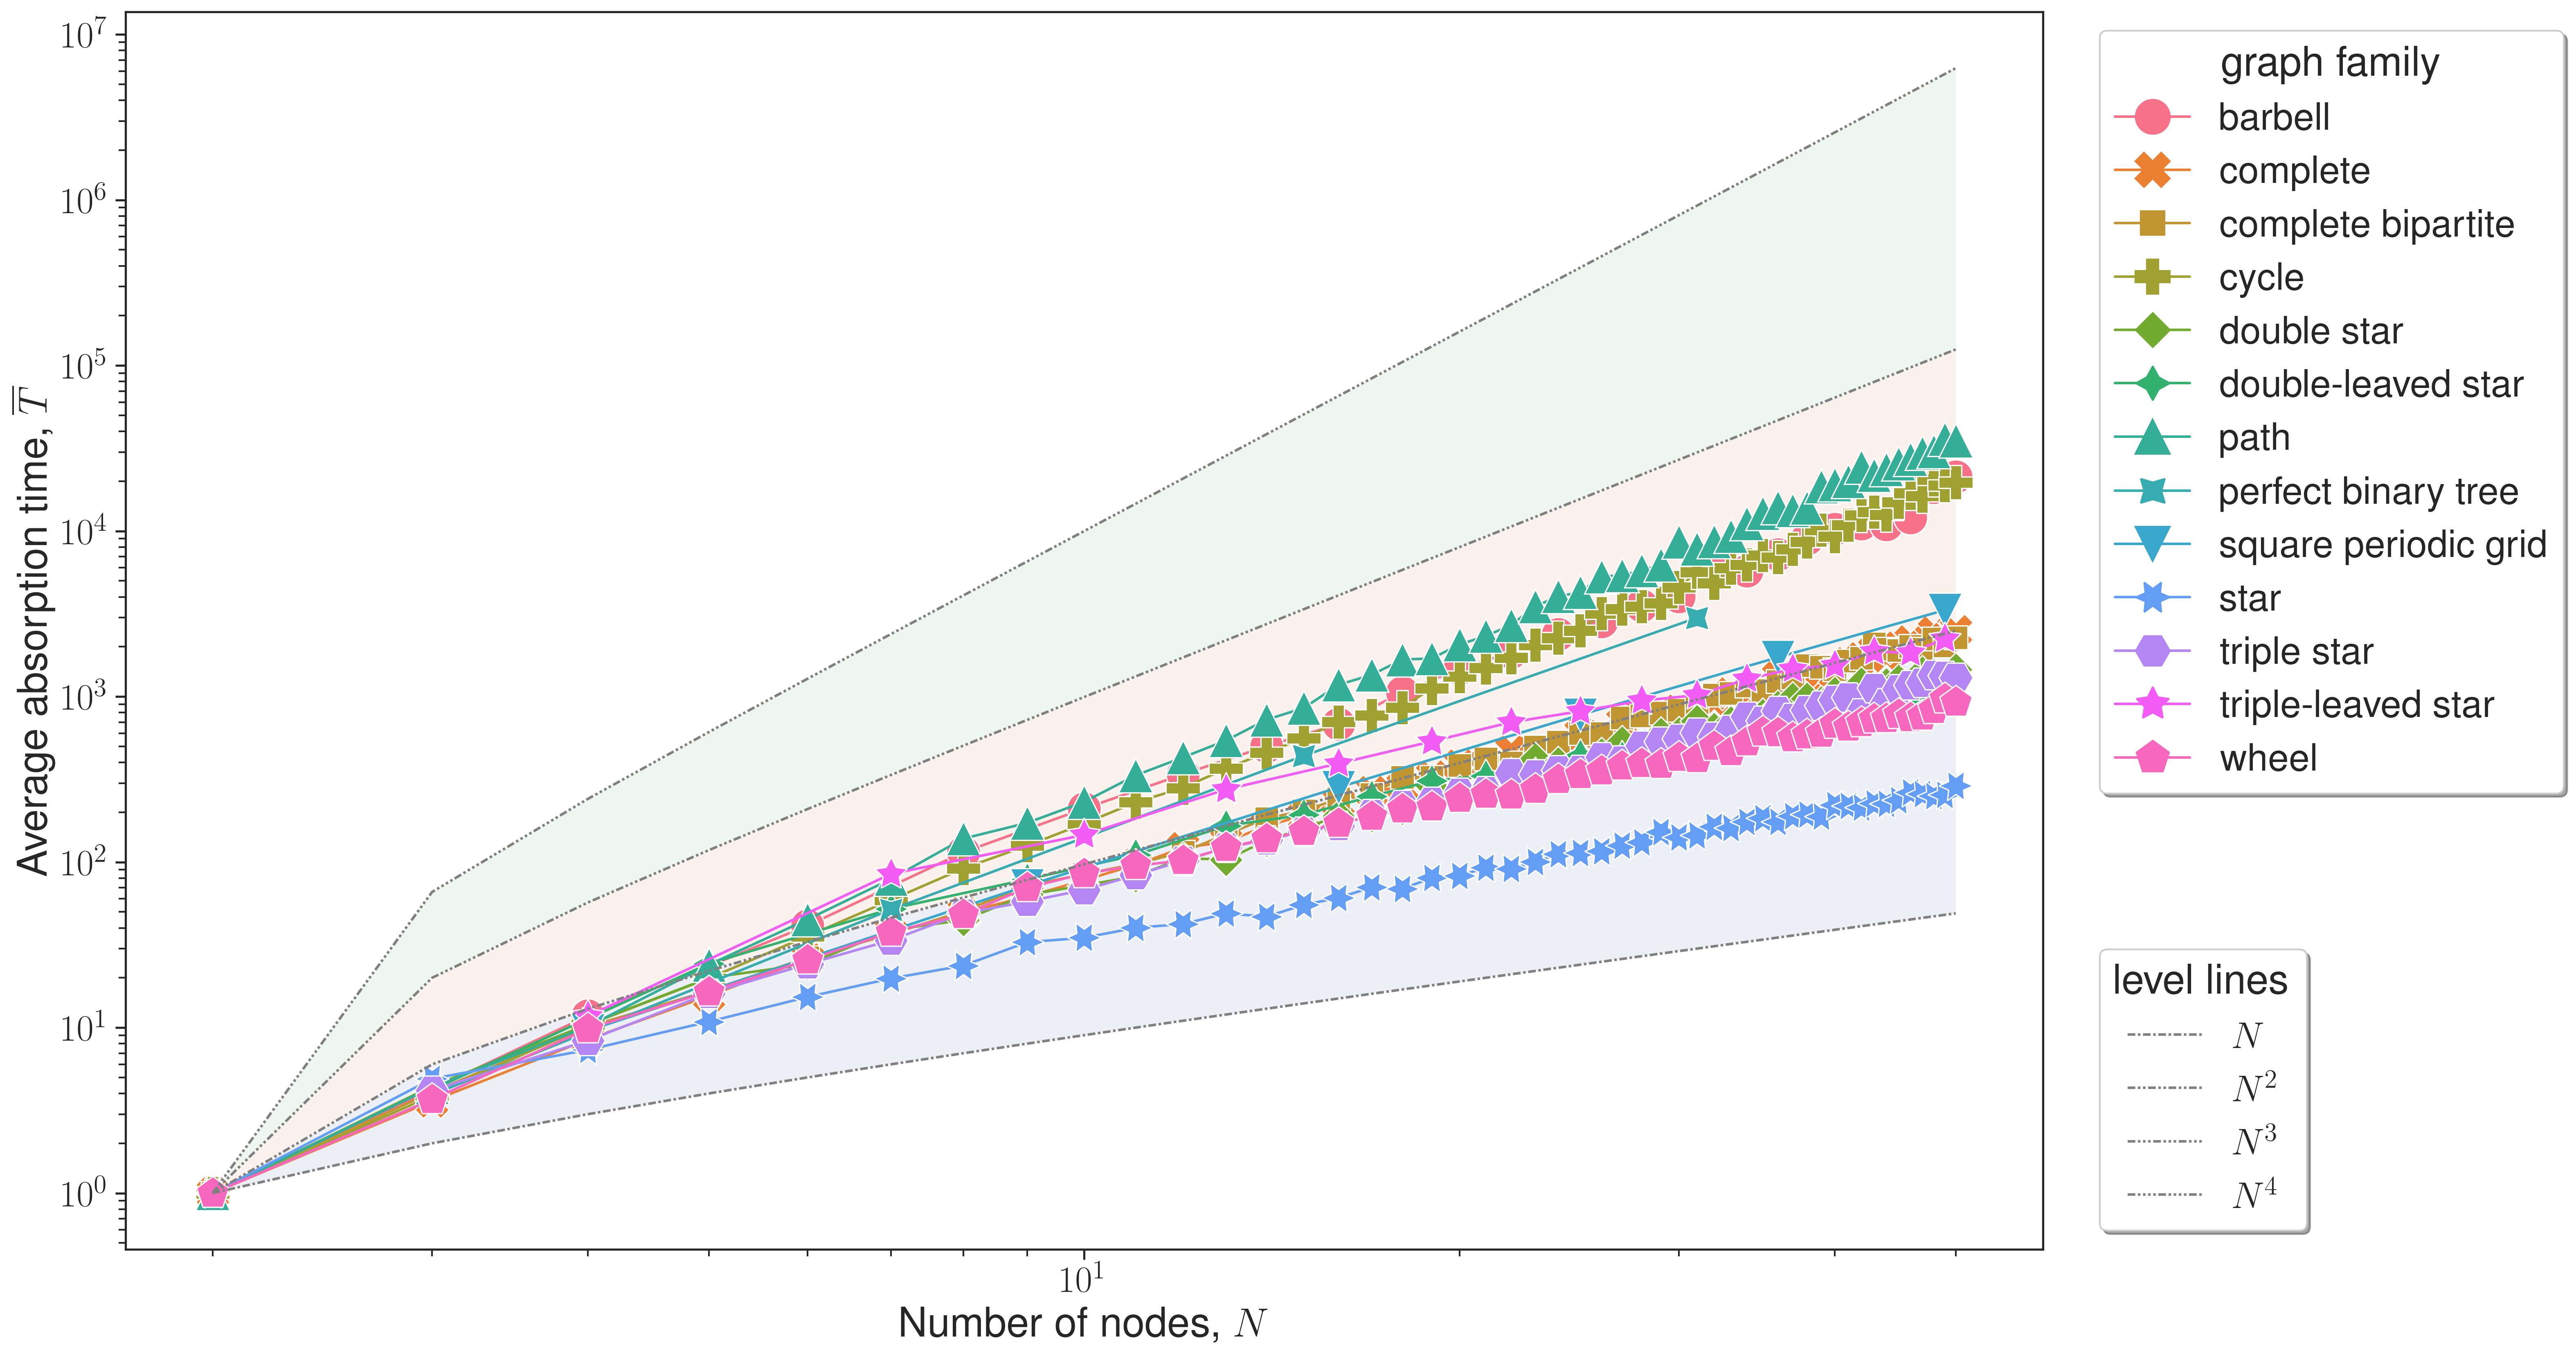 10^7
10^6
10^5
10^4
10^3
10^2
10^1
10^0
Average absorption time, \overline{\overline{T}}
10^1
Number of nodes, N
graph family
barbell
complete
complete bipartite
cycle
double star
double-leaved star
path
perfect binary tree
square periodic grid
star
triple star
triple-leaved star
wheel
level lines
N
N^2
N^3
N^4